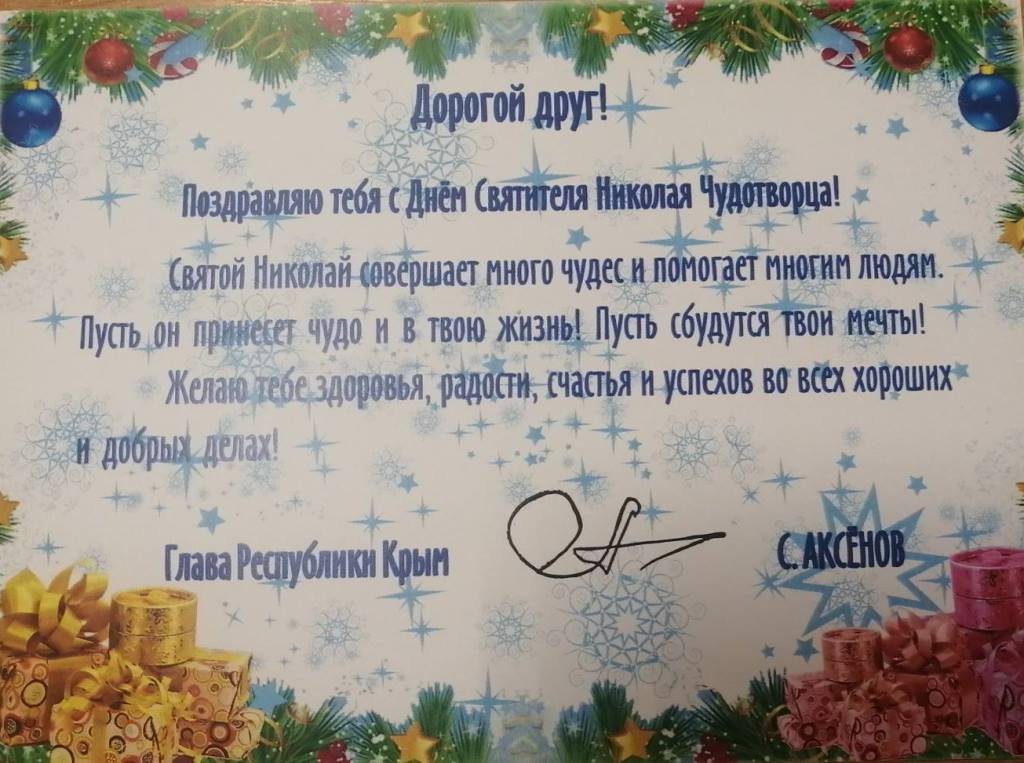 Дорогой друг!
Поздравляю тебя с Днём Святителя Николая Чудотворца!
Святой Николай совершает много чудес и помогает многим людям.
Пусть он принесет чудо и в твою жизнь! Пусть сбудутся твои мечты!
Желаю тебе здоровья, радости, счастья и успехов во всех хороших
и добрых делах!
Глава Республики Крым С. АКСЁНОВ